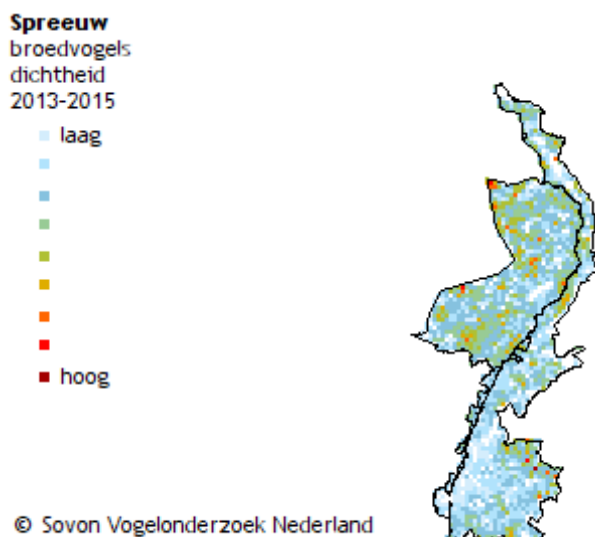 Spreeuw
broedvogels
dichtheid
2013-2015
laag
hoog
© Sovon Vogelonderzoek Nederland